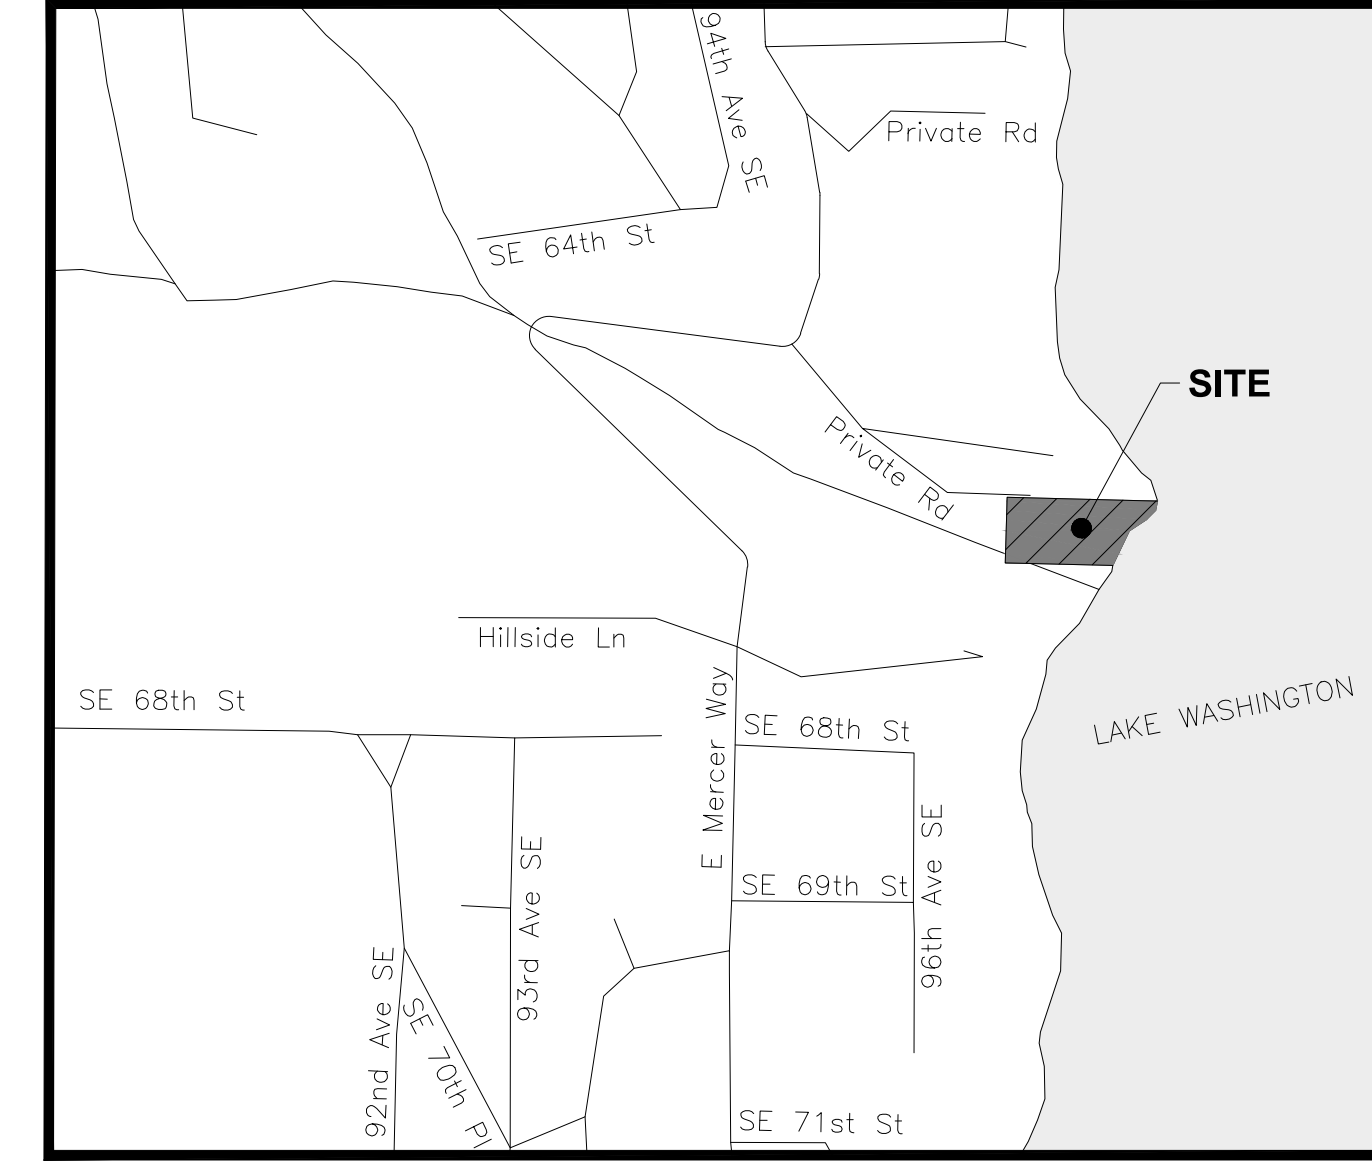 94th Ave SE
Private Rd
SE 64th St
SITE
Private Rd
Hillside Ln
SE 68th St
E Mercer Way
SE 68th St
LAKE WASHINGTON
SE 69th St
96th Ave SE
93rd Ave SE
92nd Ave SE
SE 70th Pl
SE 71st St